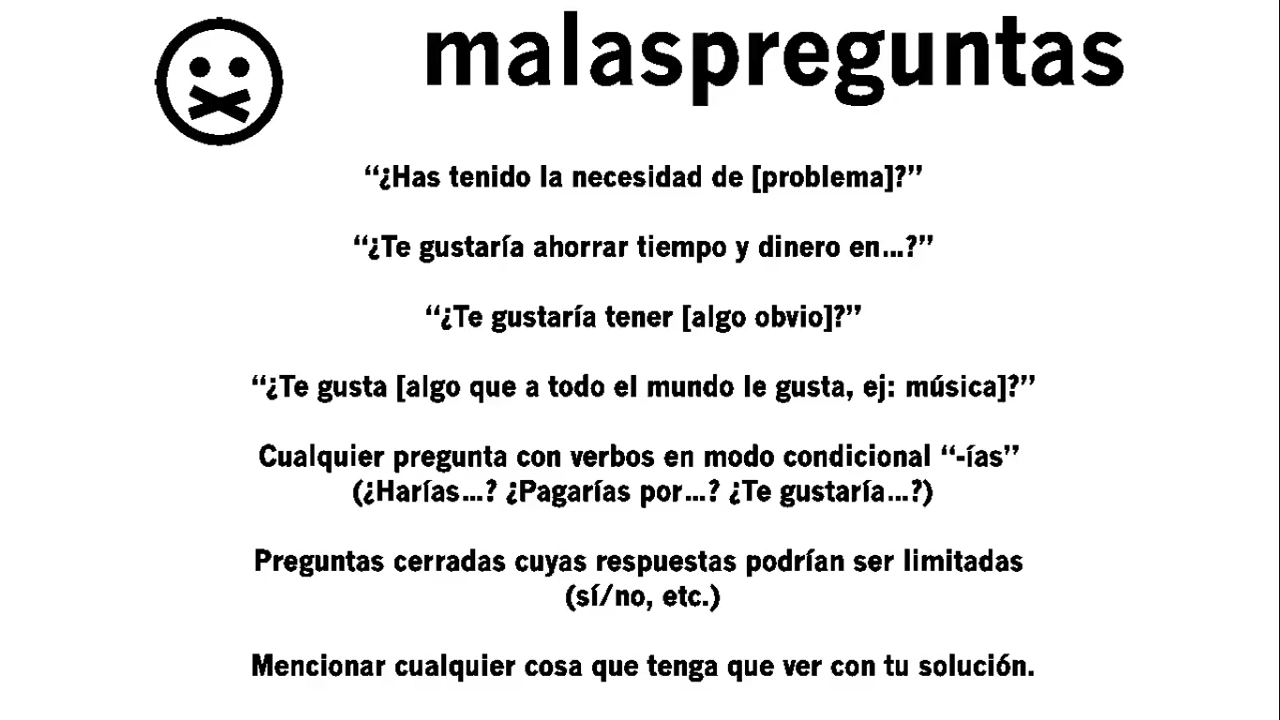 malaspreguntas
“¿Has tenido la necesidad de [problema]?”
“¿Te gustaría ahorrar tiempo y dinero en...?”
“¿Te gustaría tener [algo obvio]?”
“¿Te gusta [algo que a todo el mundo le gusta, ej: música]?”
Cualquier pregunta con verbos en modo condicional “-ías”
(¿Harías...? ¿Pagarías por...? ¿Te gustaría...?)
Preguntas cerradas cuyas respuestas podrían ser limitadas
(sí/no, etc.)
Mencionar cualquier cosa que tenga que ver con tu solución.